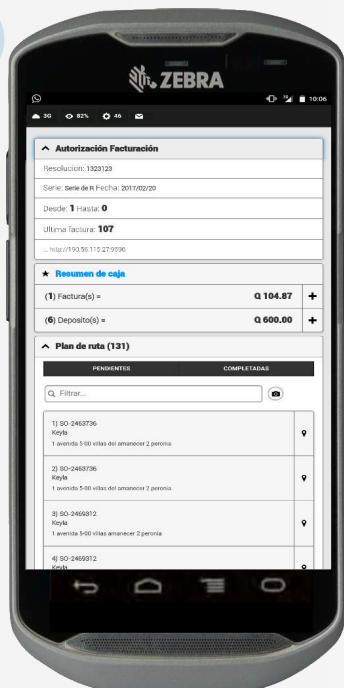 ZEBRA
10:06
3G 82% 46
Autorización Facturación
Resolucion: 1323123
Serie: Serie de R Fecha: 2017/02/20
Desde: 1 Hasta: 0
Ultima factura: 107
... http://190.56.115.27:9596
Resumen de caja
(1) Factura(s) = Q 104.87 +
(6) Deposito(s) = Q 600.00 +
Plan de ruta (131)
PENDIENTES COMPLETADAS
Filtrar...
1) SO-2463736
Keyla
1 avenida 5-00 villas del amanecer 2 peronia
2) SO-2463736
Keyla
1 avenida 5-00 villas del amanecer 2 peronia
3) SO-2469312
Keyla
1 avenida 5-00 villas amanecer 2 peronia
4) SO-2469312
Keyla